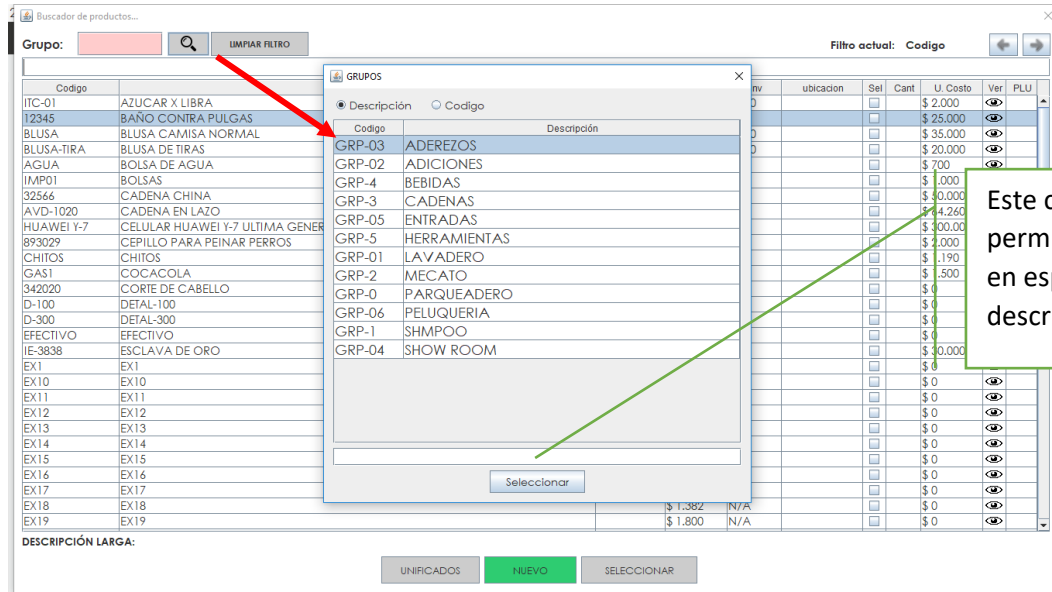 Buscador de productos...
Grupo: LIMPIAR FILTRO Filtro actual: Codigo
GRUPOS
Descripción Codigo
Codigo Descripción
GRP-03 ADEREZOS
GRP-02 ADICIONES
GRP-4 BEBIDAS
GRP-3 CADENAS
GRP-05 ENTRADAS
GRP-5 HERRAMIENTAS
GRP-01 LAVADERO
GRP-2 MECATO
GRP-0 PARQUEADERO
GRP-06 PELUQUERIA
GRP-1 SHMPOO
GRP-04 SHOW ROOM
Seleccionar
Codigo nv ubicacion Sel Cant U. Costo Ver PLU
ITC-01 AZUCAR X LIBRA $ 2.000
12345 BAÑO CONTRA PULGAS $ 25.000
BLUSA BLUSA CAMISA NORMAL $ 35.000
BLUSA-TIRA BLUSA DE TIRAS $ 20.000
AGUA BOLSA DE AGUA $ 700
IMP01 BOLSAS
32566 CADENA CHINA
AVD-1020 CADENA EN LAZO
HUAWEI Y-7 CELULAR HUAWEI Y-7 ULTIMA GENER
893029 CEPILLO PARA PEINAR PERROS
CHITOS CHITOS
GAS1 COCACOLA
342020 CORTE DE CABELLO
D-100 DETAL-100
D-300 DETAL-300
EFECTIVO EFECTIVO
IE-3838 ESCLAVA DE ORO
EX1 EX1
EX10 EX10 $ 0
EX11 EX11 $ 0
EX12 EX12 $ 0
EX13 EX13 $ 0
EX14 EX14 $ 0
EX15 EX15 $ 0
EX16 EX16 $ 0
EX17 EX17 $ 0
EX18 EX18 $ 1.382 N/A $ 0
EX19 EX19 $ 1.800 N/A $ 0
Este
perm
en es
descr
DESCRIPCIÓN LARGA:
UNIFICADOS NUEVO SELECCIONAR